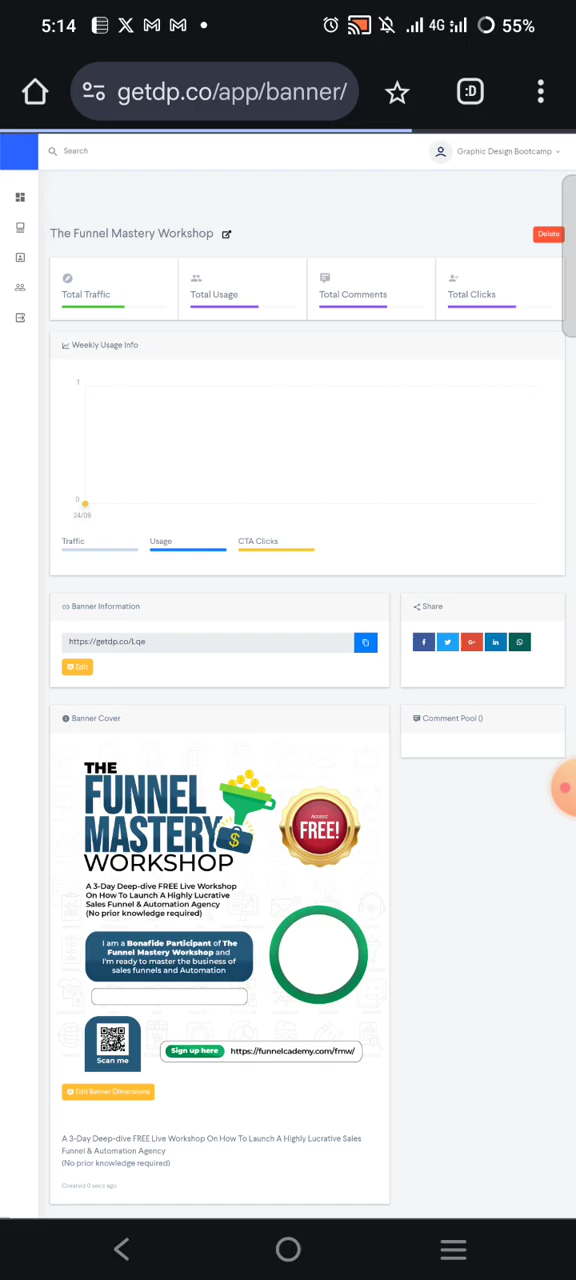 5:14
4G
55%
getdp.co/app/banner/
:D
Search
Graphic Design Bootcamp
The Funnel Mastery Workshop
Delete
Total Traffic
Total Usage
Total Comments
Total Clicks
Weekly Usage Info
1
0
24/09
Traffic
Usage
CTA Clicks
Banner Information
Share
https://getdp.co/Lqe
Edit
Banner Cover
Comment Pool ()
THE
FUNNEL
MASTERY
WORKSHOP
$
Access
FREE!
A 3-Day Deep-dive FREE Live Workshop
On How To Launch A Highly Lucrative
Sales Funnel & Automation Agency
(No prior knowledge required)
I am a Bonafide Participant of The
Funnel Mastery Workshop and
I'm ready to master the business of
sales funnels and Automation
Scan me
Sign up here
https://funnelcademy.com/fmw/
Edit Banner Dimensions
A 3-Day Deep-dive FREE Live Workshop On How To Launch A Highly Lucrative Sales
Funnel & Automation Agency
(No prior knowledge required)
Created 0 secs ago